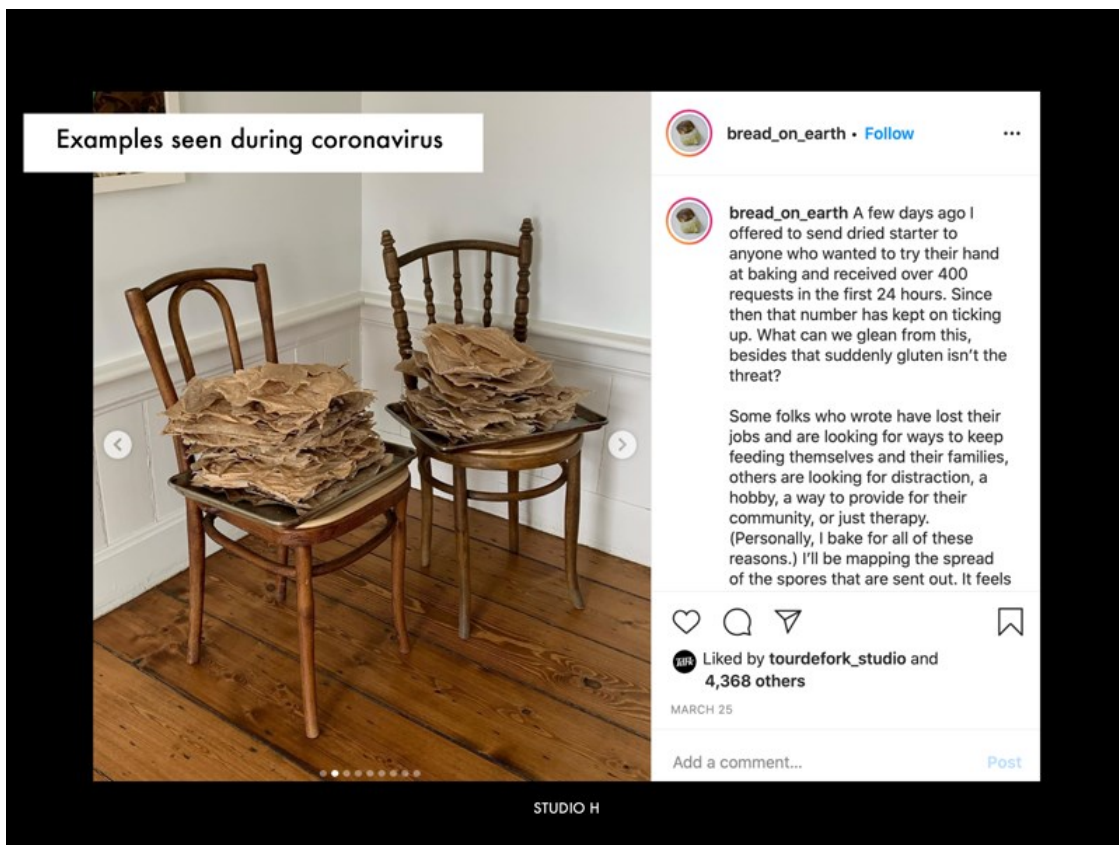 Examples seen during coronavirus
bread_on_earth • Follow
bread_on_earth A few days ago I
offered to send dried starter to
anyone who wanted to try their hand
at baking and received over 400
requests in the first 24 hours. Since
then that number has kept on ticking
up. What can we glean from this,
besides that suddenly gluten isn't the
threat?
Some folks who wrote have lost their
jobs and are looking for ways to keep
feeding themselves and their families,
others are looking for distraction, a
hobby, a way to provide for their
community, or just therapy.
(Personally, I bake for all of these
reasons.) I'll be mapping the spread
of the spores that are sent out. It feels
Liked by tourdefork_studio and
4,368 others
MARCH 25
Add a comment...
Post
STUDIO H